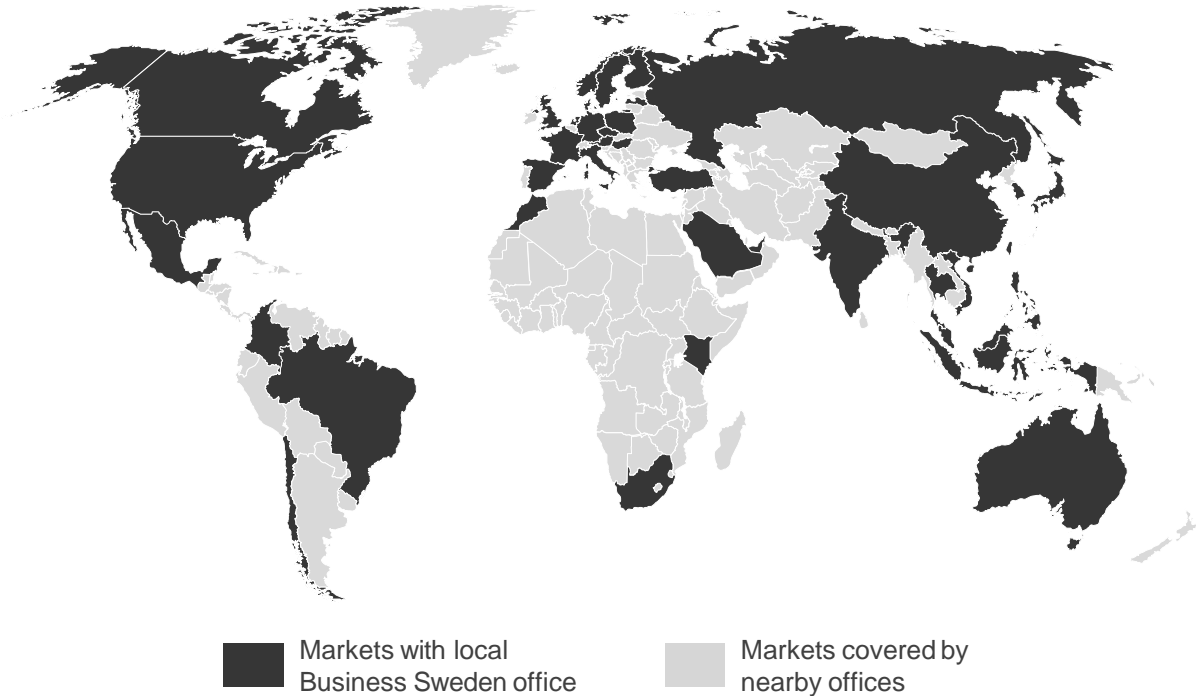 Markets with local
Business Sweden office
Markets covered by
nearby offices